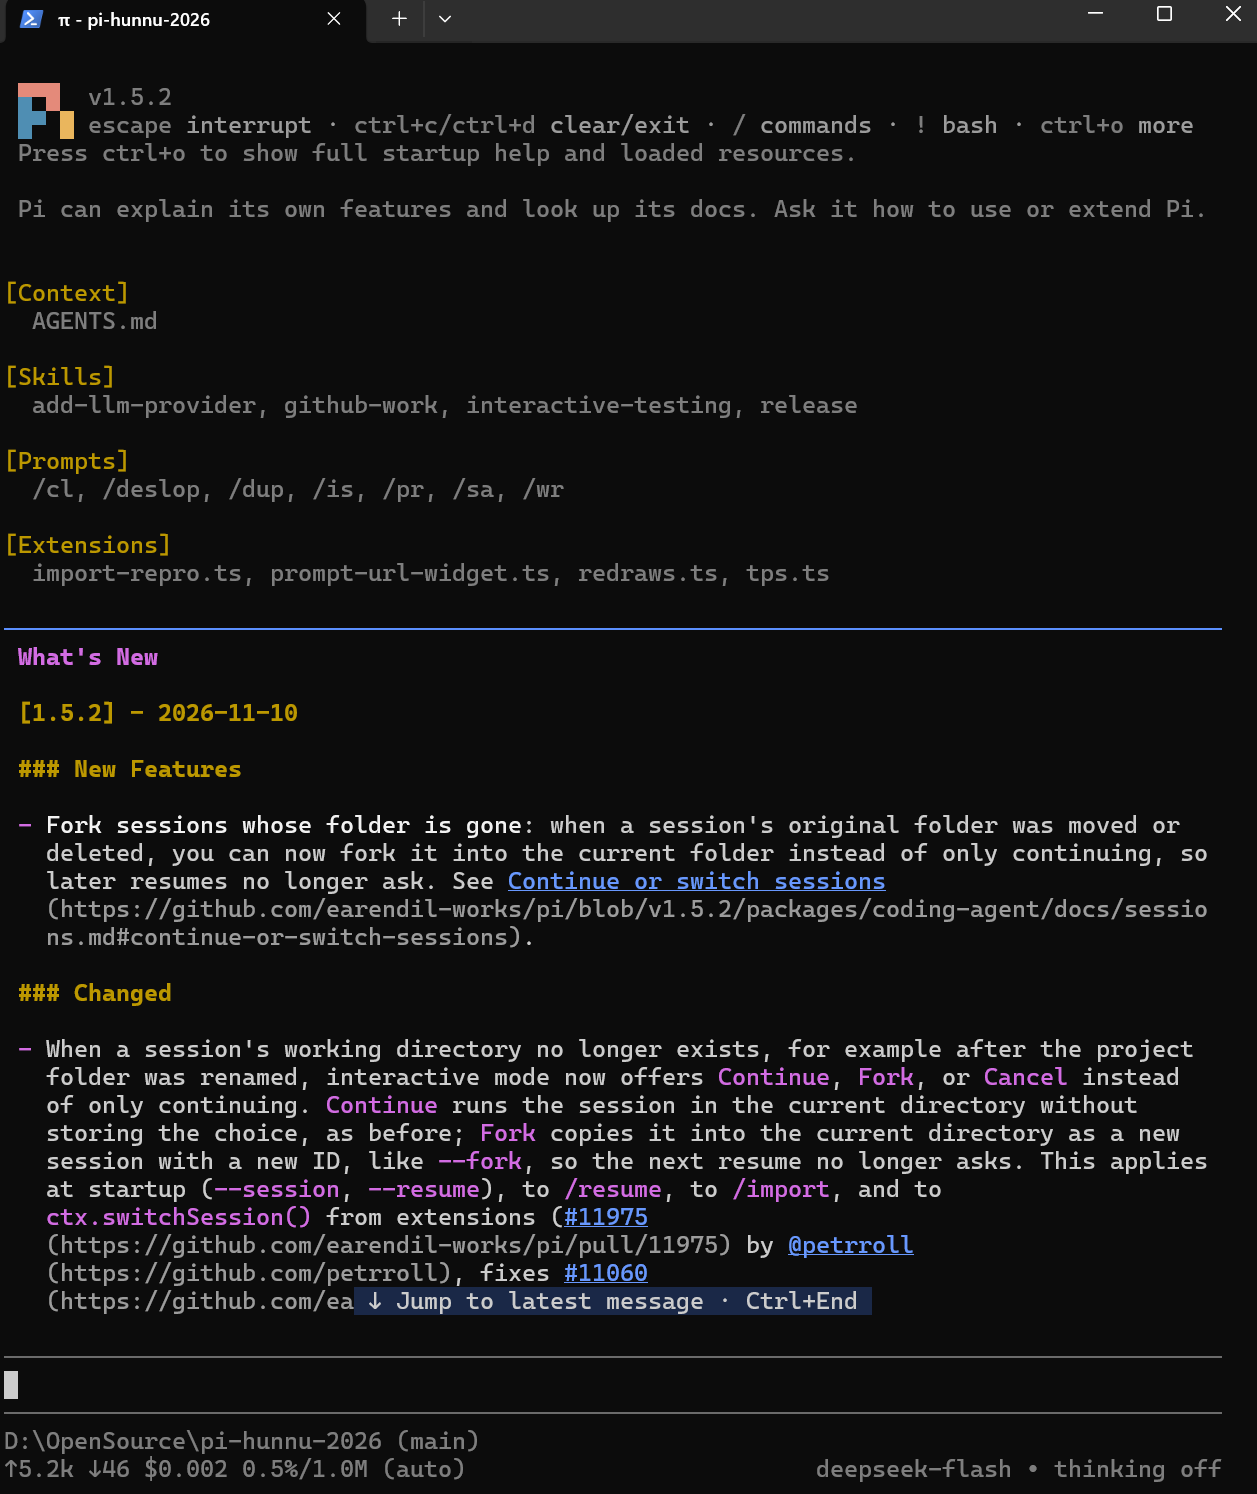 π - pi-hunnu-2026
v1.5.2
escape interrupt · ctrl+c/ctrl+d clear/exit · / commands · ! bash · ctrl+o more
Press ctrl+o to show full startup help and loaded resources.
Pi can explain its own features and look up its docs. Ask it how to use or extend Pi.
[Context]
AGENTS.md
[Skills]
add-llm-provider, github-work, interactive-testing, release
[Prompts]
/cl, /deslop, /dup, /is, /pr, /sa, /wr
[Extensions]
import-repro.ts, prompt-url-widget.ts, redraws.ts, tps.ts
What's New
[1.5.2] - 2026-11-10
### New Features
- Fork sessions whose folder is gone: when a session's original folder was moved or
deleted, you can now fork it into the current folder instead of only continuing, so
later resumes no longer ask. See Continue or switch sessions
(https://github.com/earendil-works/pi/blob/v1.5.2/packages/coding-agent/docs/sessio
ns.md#continue-or-switch-sessions).
### Changed
- When a session's working directory no longer exists, for example after the project
folder was renamed, interactive mode now offers Continue, Fork, or Cancel instead
of only continuing. Continue runs the session in the current directory without
storing the choice, as before; Fork copies it into the current directory as a new
session with a new ID, like --fork, so the next resume no longer asks. This applies
at startup (--session, --resume), to /resume, to /import, and to
ctx.switchSession() from extensions (#11975
(https://github.com/earendil-works/pi/pull/11975) by @petrroll
(https://github.com/petrroll), fixes #11060
(https://github.com/ea ↓ Jump to latest message · Ctrl+End
D:\OpenSource\pi-hunnu-2026 (main)
↑5.2k ↓46 $0.002 0.5%/1.0M (auto) deepseek-flash • thinking off